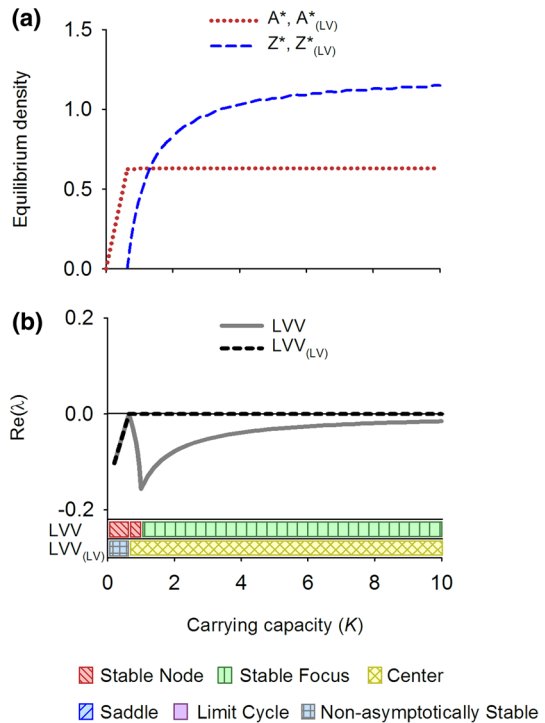 (a)
A*, A*(LV)
Z*, Z*(LV)
Equilibrium density
1.5
1.0
0.5
0.0
(b)
LVV
LVV(LV)
Re(λ)
0.2
0.0
-0.2
LVV
LVV(LV)
0 2 4 6 8 10
Carrying capacity (K)
Stable Node Stable Focus Center
Saddle Limit Cycle Non-asymptotically Stable